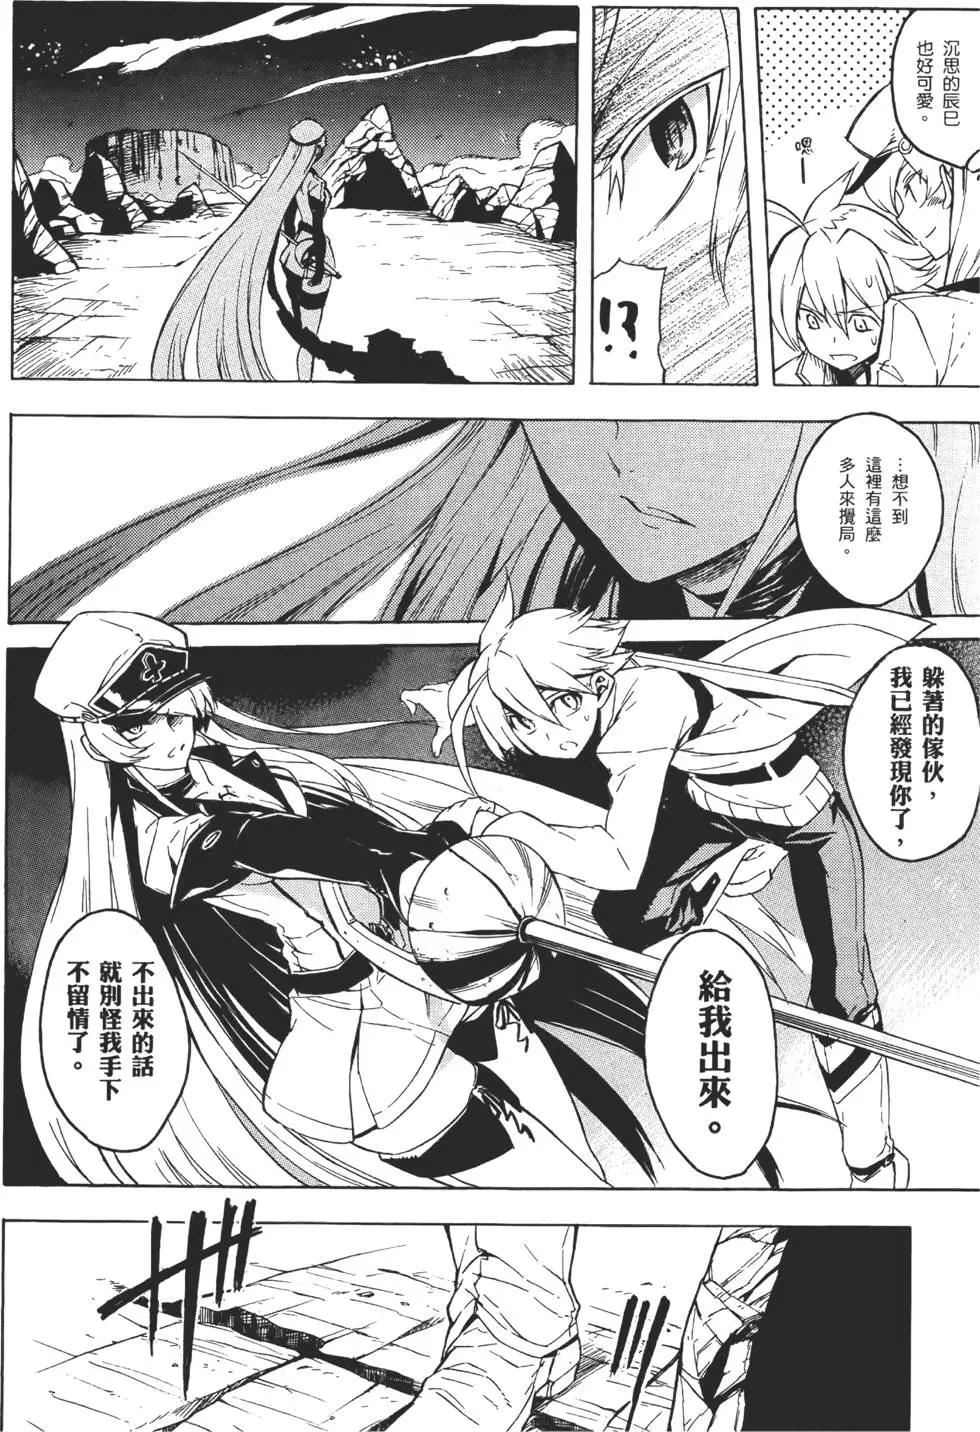 沉思的辰巳
也好可愛。
嗯—
!?
…想不到
這裡有這麼
多人來攪局。
躲著的傢伙，
我已經發現你了，
給我出來。
不出來的話
就別怪我手下
不留情了。